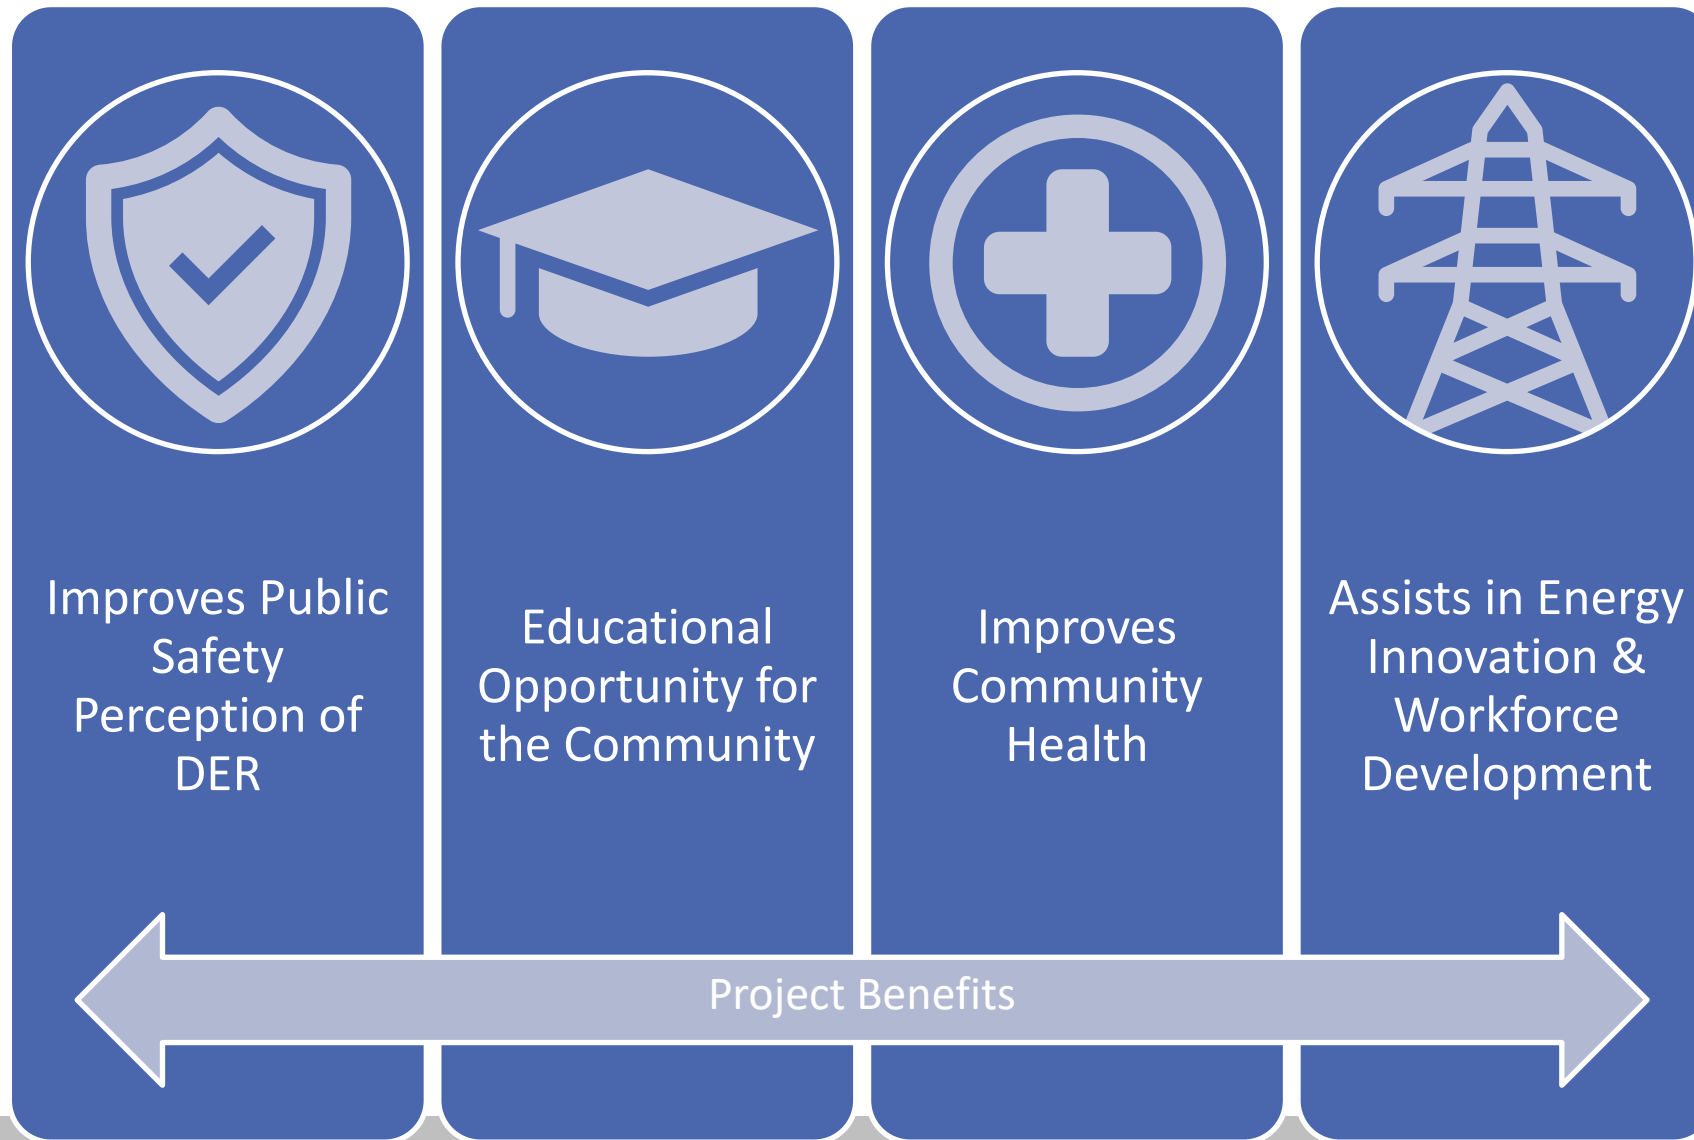 Improves Public
Safety
Perception of
DER
Educational
Opportunity for
the Community
Improves
Community
Health
Assists in Energy
Innovation &
Workforce
Development
Project Benefits